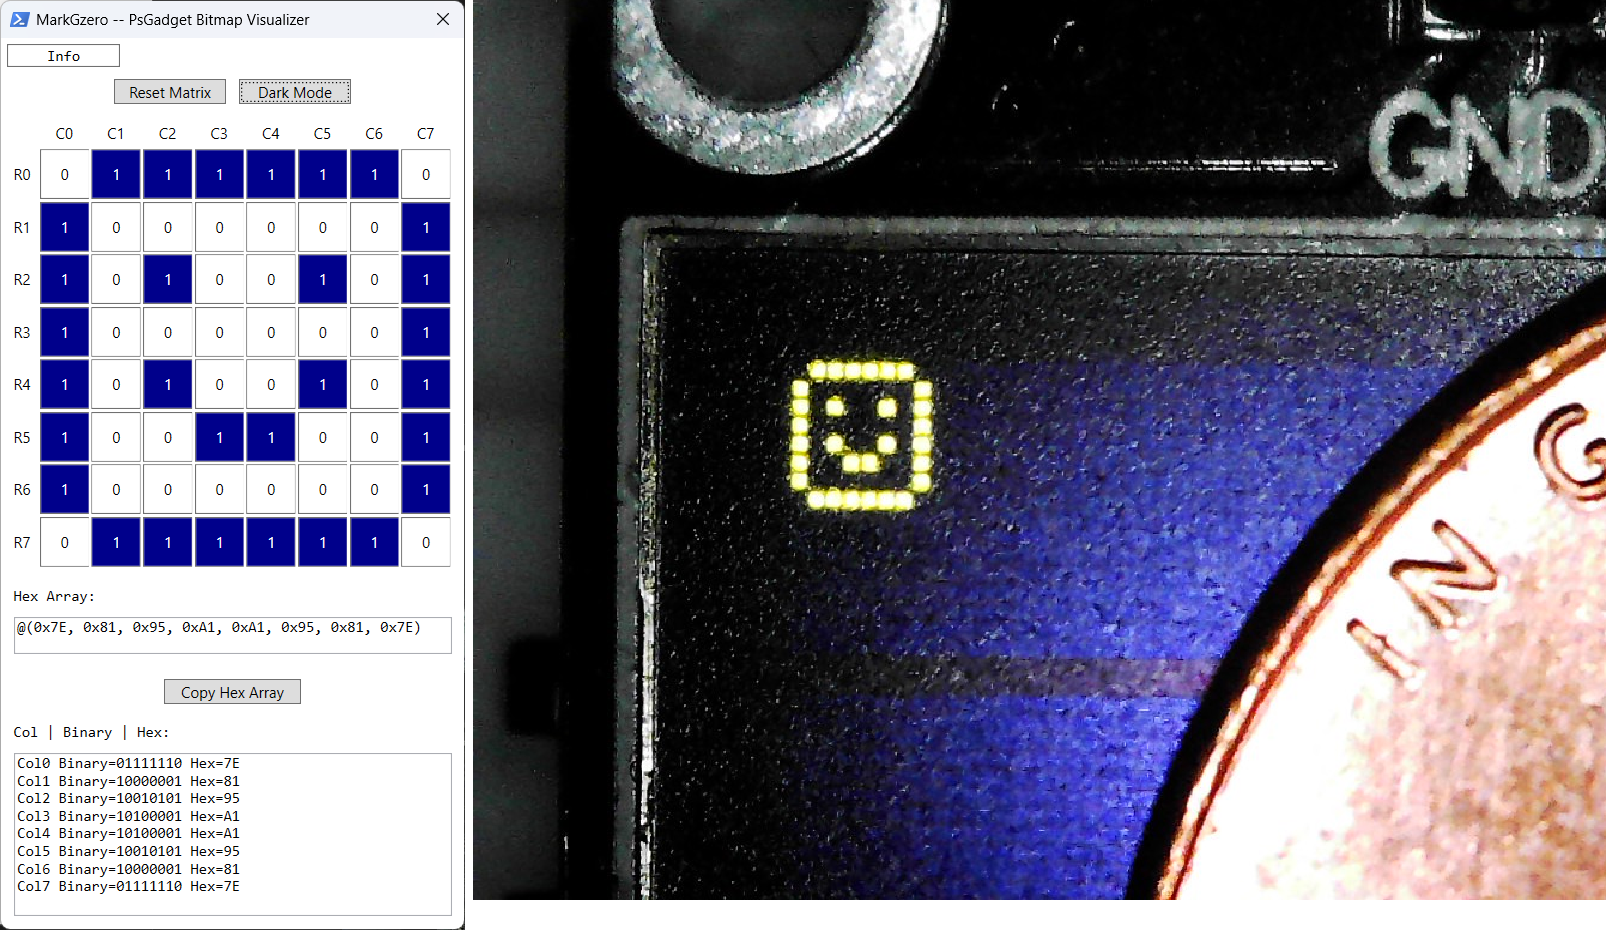 MarkGzero -- PsGadget Bitmap Visualizer
Info
Reset Matrix Dark Mode
C0 C1 C2 C3 C4 C5 C6 C7
R0 0 1 1 1 1 1 1 0
R1 1 0 0 0 0 0 0 1
R2 1 0 1 0 0 1 0 1
R3 1 0 0 0 0 0 0 1
R4 1 0 1 0 0 1 0 1
R5 1 0 0 1 1 0 0 1
R6 1 0 0 0 0 0 0 1
R7 0 1 1 1 1 1 1 0
Hex Array:
@(0x7E, 0x81, 0x95, 0xA1, 0xA1, 0x95, 0x81, 0x7E)
Copy Hex Array
Col | Binary | Hex:
Col0 Binary=01111110 Hex=7E
Col1 Binary=10000001 Hex=81
Col2 Binary=10010101 Hex=95
Col3 Binary=10100001 Hex=A1
Col4 Binary=10100001 Hex=A1
Col5 Binary=10010101 Hex=95
Col6 Binary=10000001 Hex=81
Col7 Binary=01111110 Hex=7E
GND
IN G